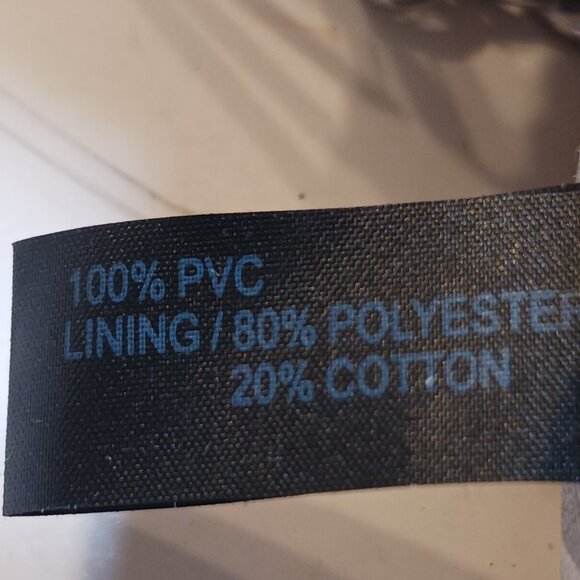 100% PVC
LINING / 80% POLYESTER
20% COTTON